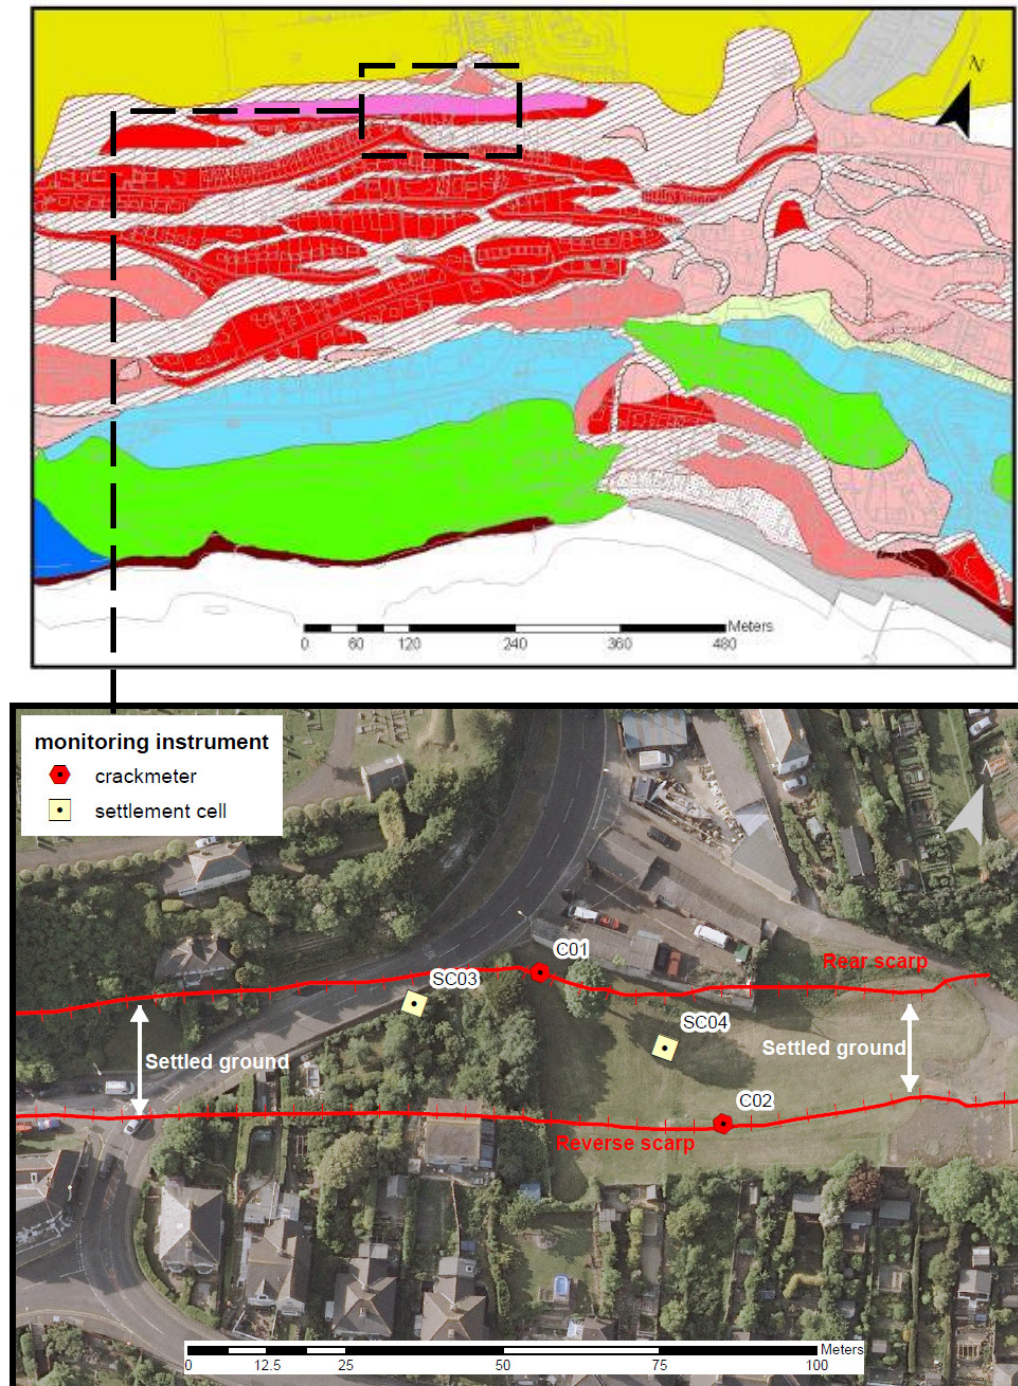 N
Meters
0 60 120 240 360 480
monitoring instrument
crackmeter
settlement cell
C01
SC03
Rear scarp
SC04
Settled ground
Settled ground
C02
Reverse scarp
Meters
0 12.5 25 50 75 100